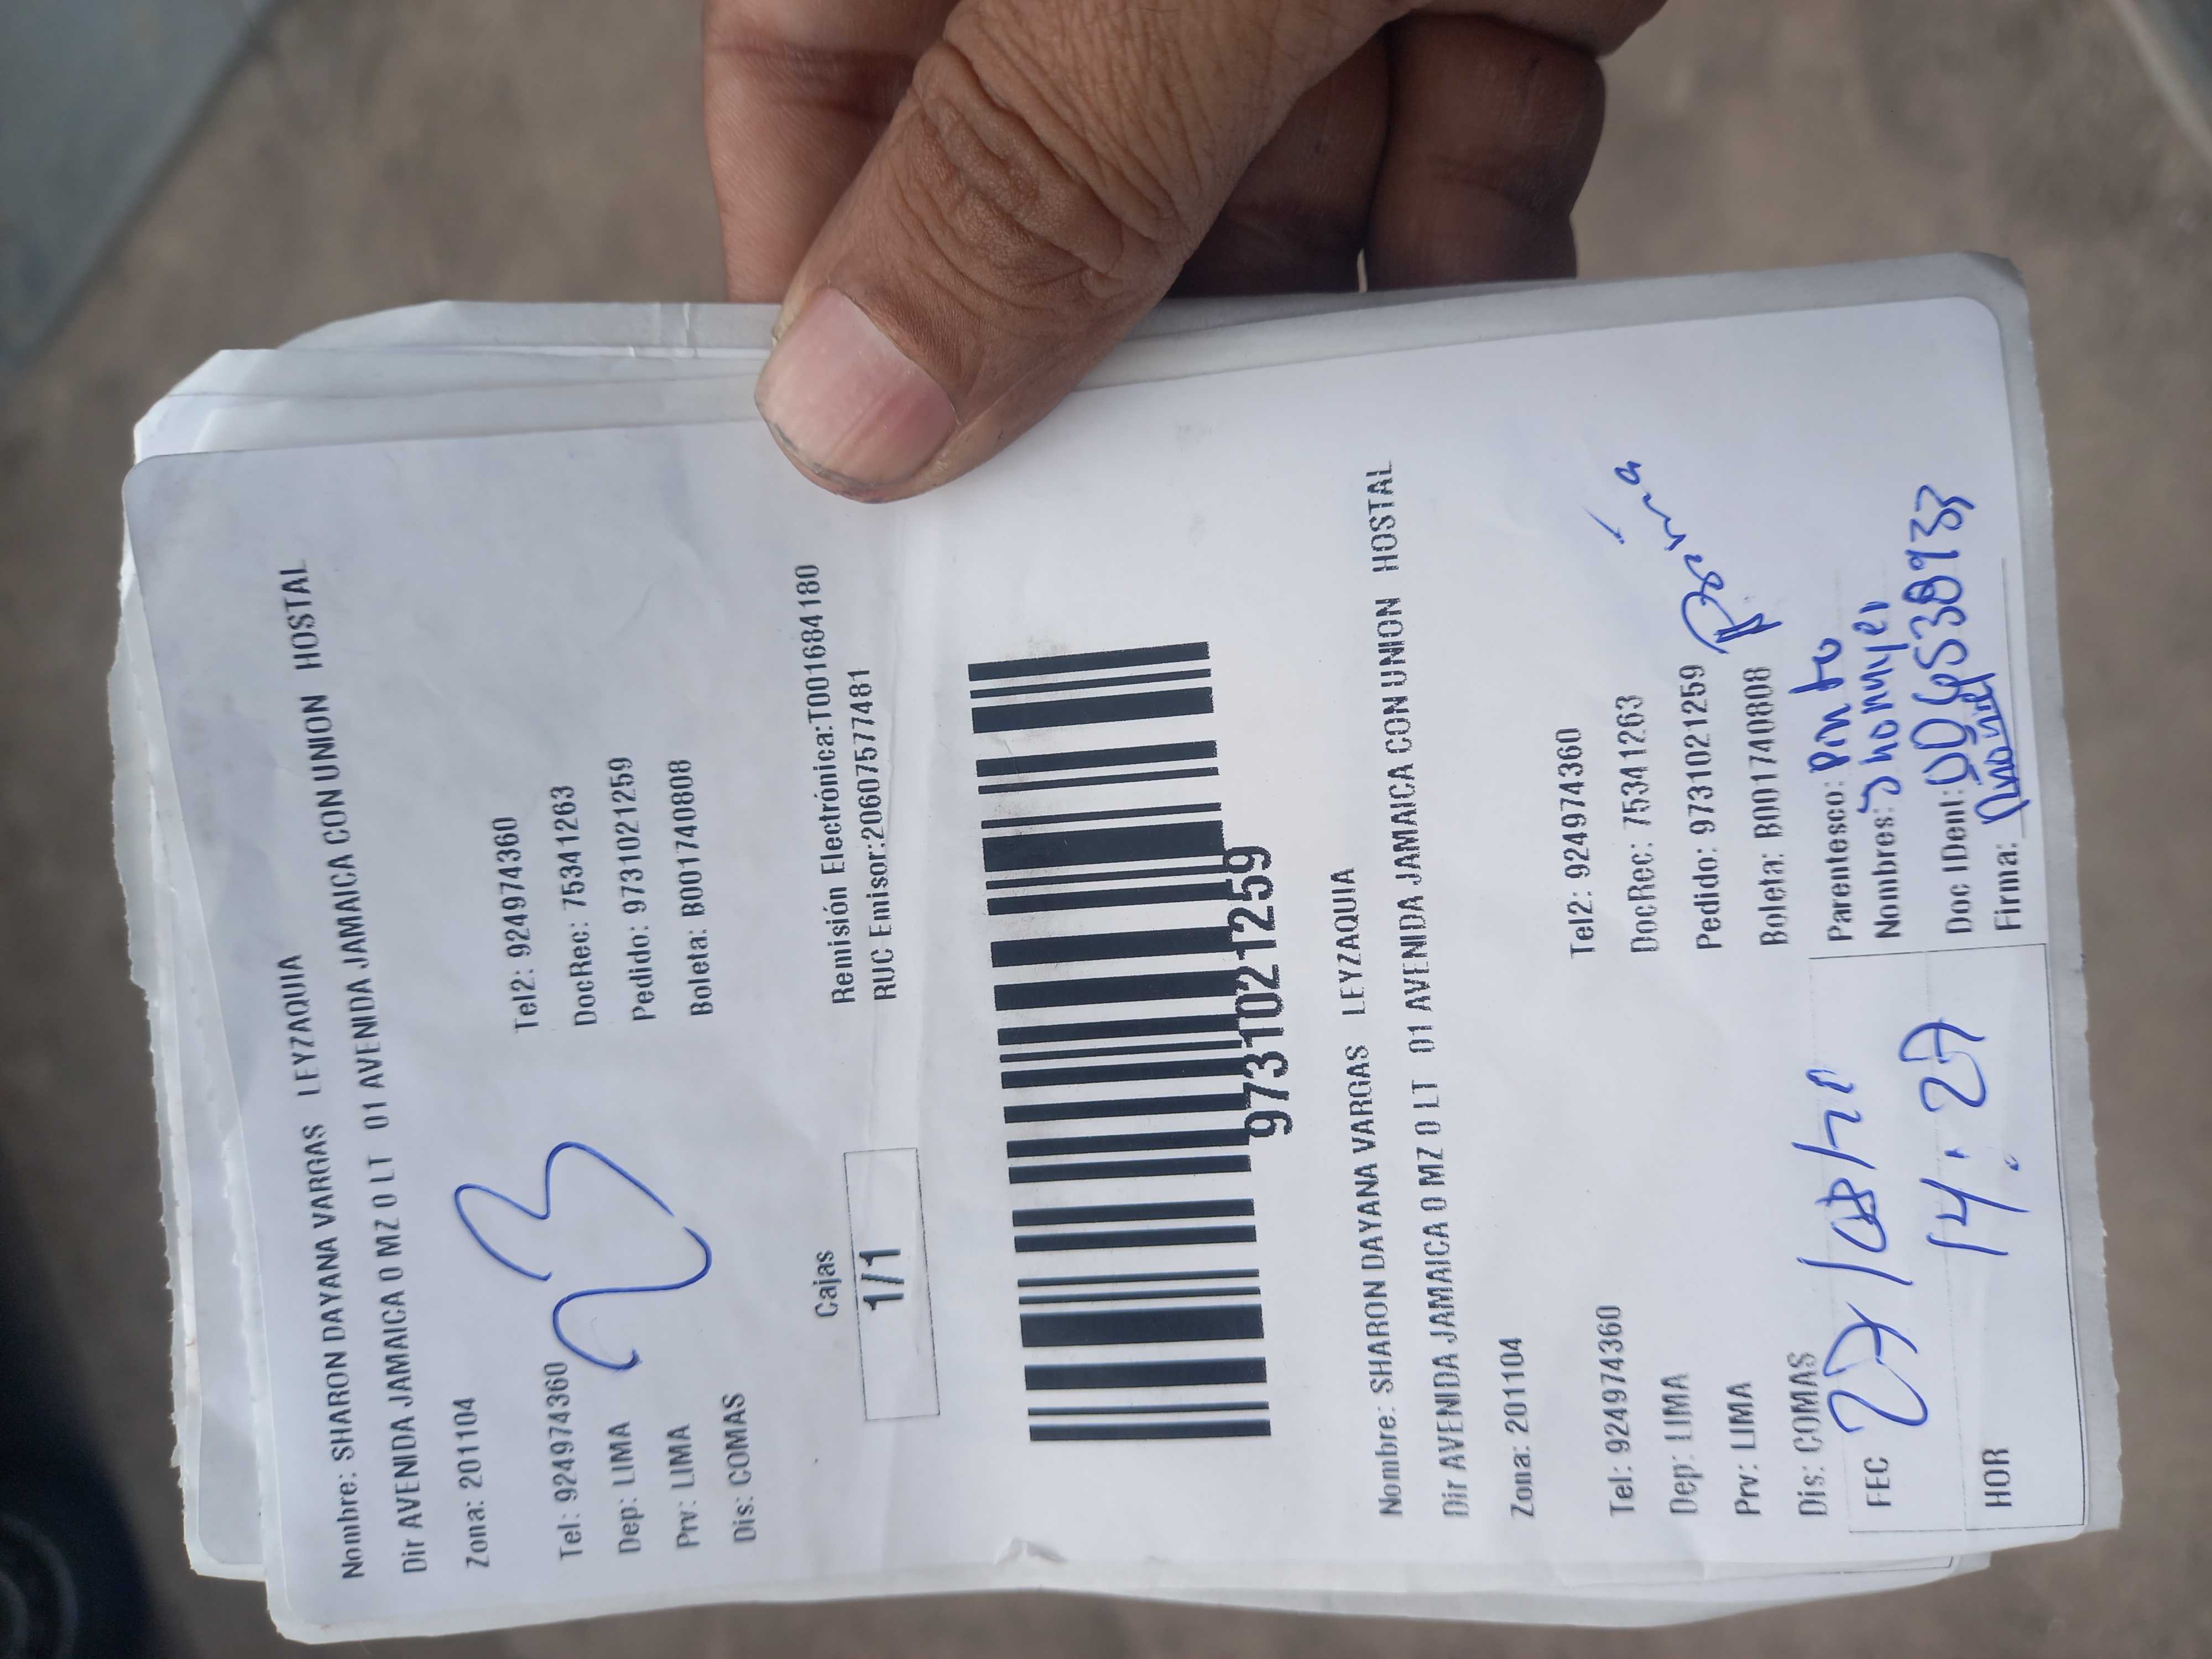 Nombre: SHARON DAYANA VARGAS LEYZAQUIA
Dir AVENIDA JAMAICA 0 MZ 0 LT 01 AVENIDA JAMAICA CON UNION HOSTAL
Zona: 201104
Tel: 924974360 Tel2: 924974360
Dep: LIMA DocRec: 75341263
Prv: LIMA Pedido: 9731021259
Dis: COMAS Boleta: B001740808
23
Cajas Remisión Electrónica:T001684180
1/1 RUC Emisor:20607577481
9731021259
Nombre: SHARON DAYANA VARGAS LEYZAQUIA
Dir AVENIDA JAMAICA 0 MZ 0 LT 01 AVENIDA JAMAICA CON UNION HOSTAL
Zona: 201104
Tel: 924974360 Tel2: 924974360
Dep: LIMA DocRec: 75341263
Prv: LIMA Pedido: 9731021259
Dis: COMAS Boleta: B001740808
FEC Parentesco:
Nombres: Jhonnyer
HOR 14:27 Doc IDent:
Firma: